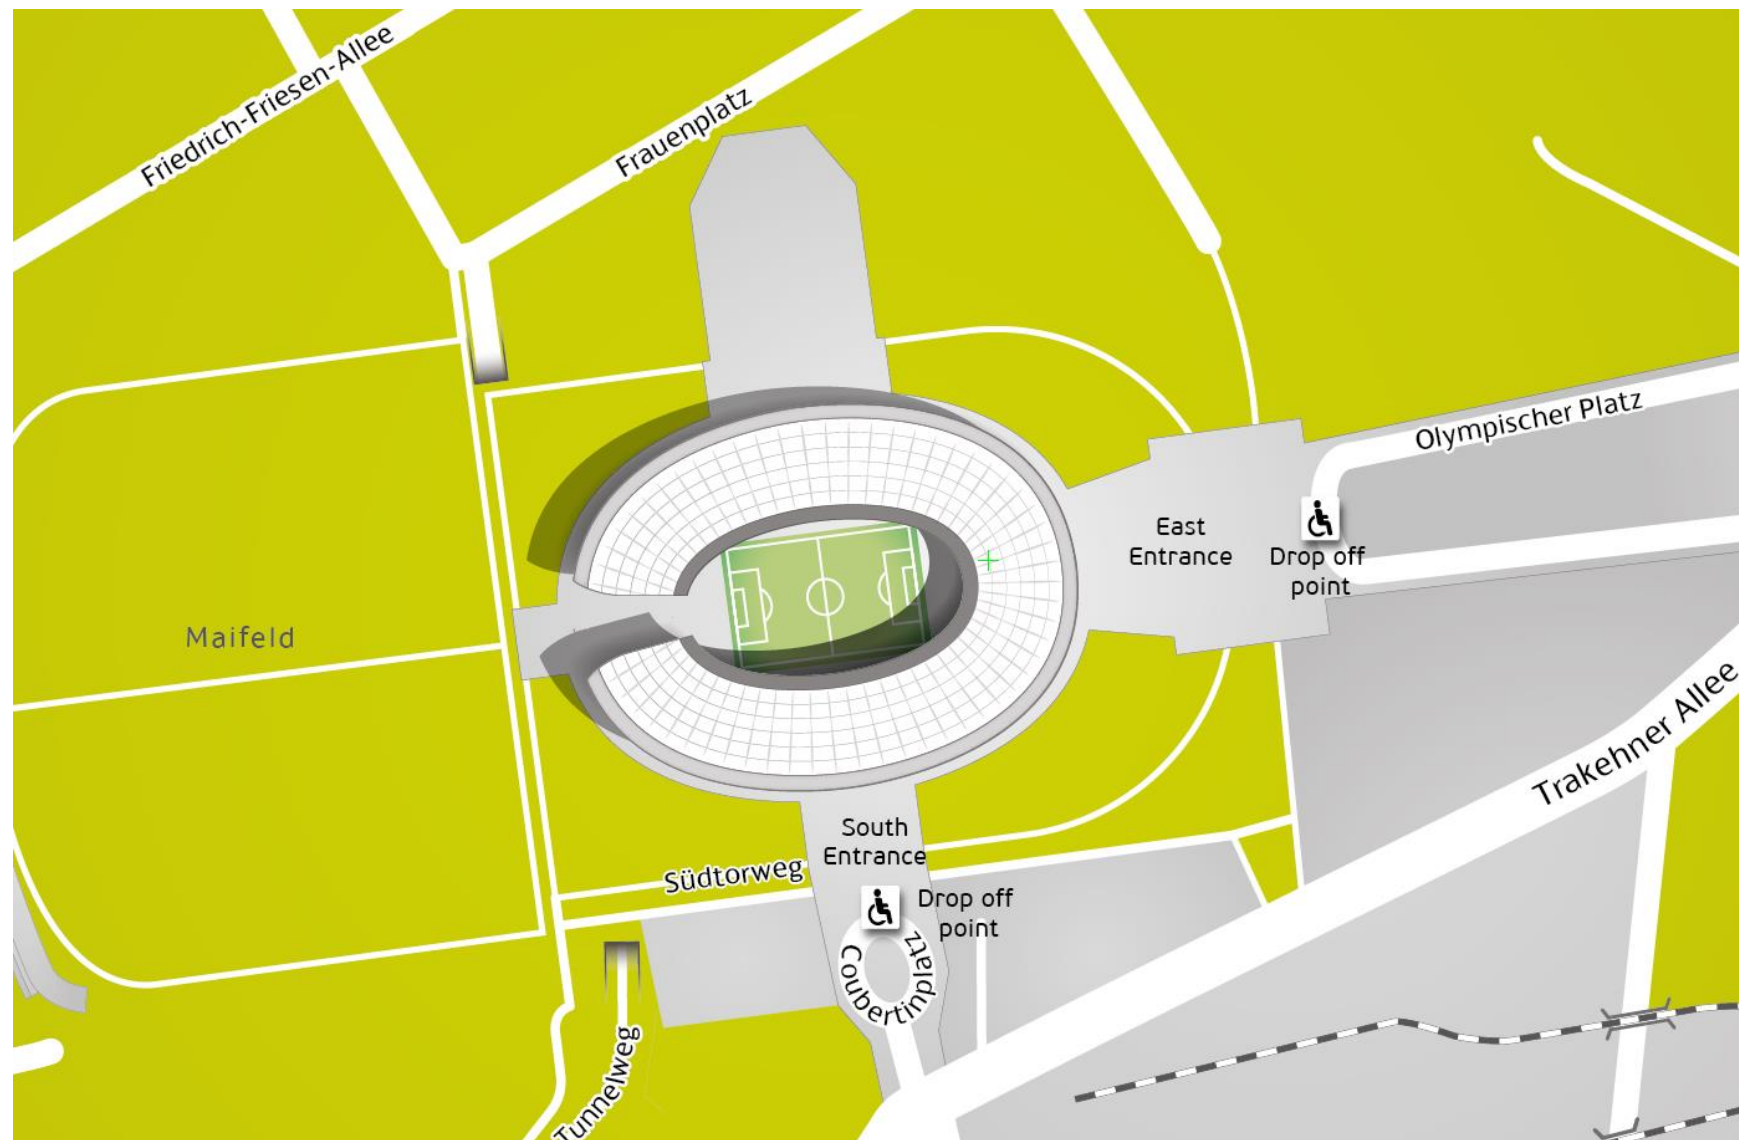 Friedrich-Friesen-Allee
Frauenplatz
Olympischer Platz
East
Entrance
Drop off
point
Maifeld
Trakehner Allee
South
Entrance
Südtorweg
Drop off
point
Coubertinplatz
Tunnelweg